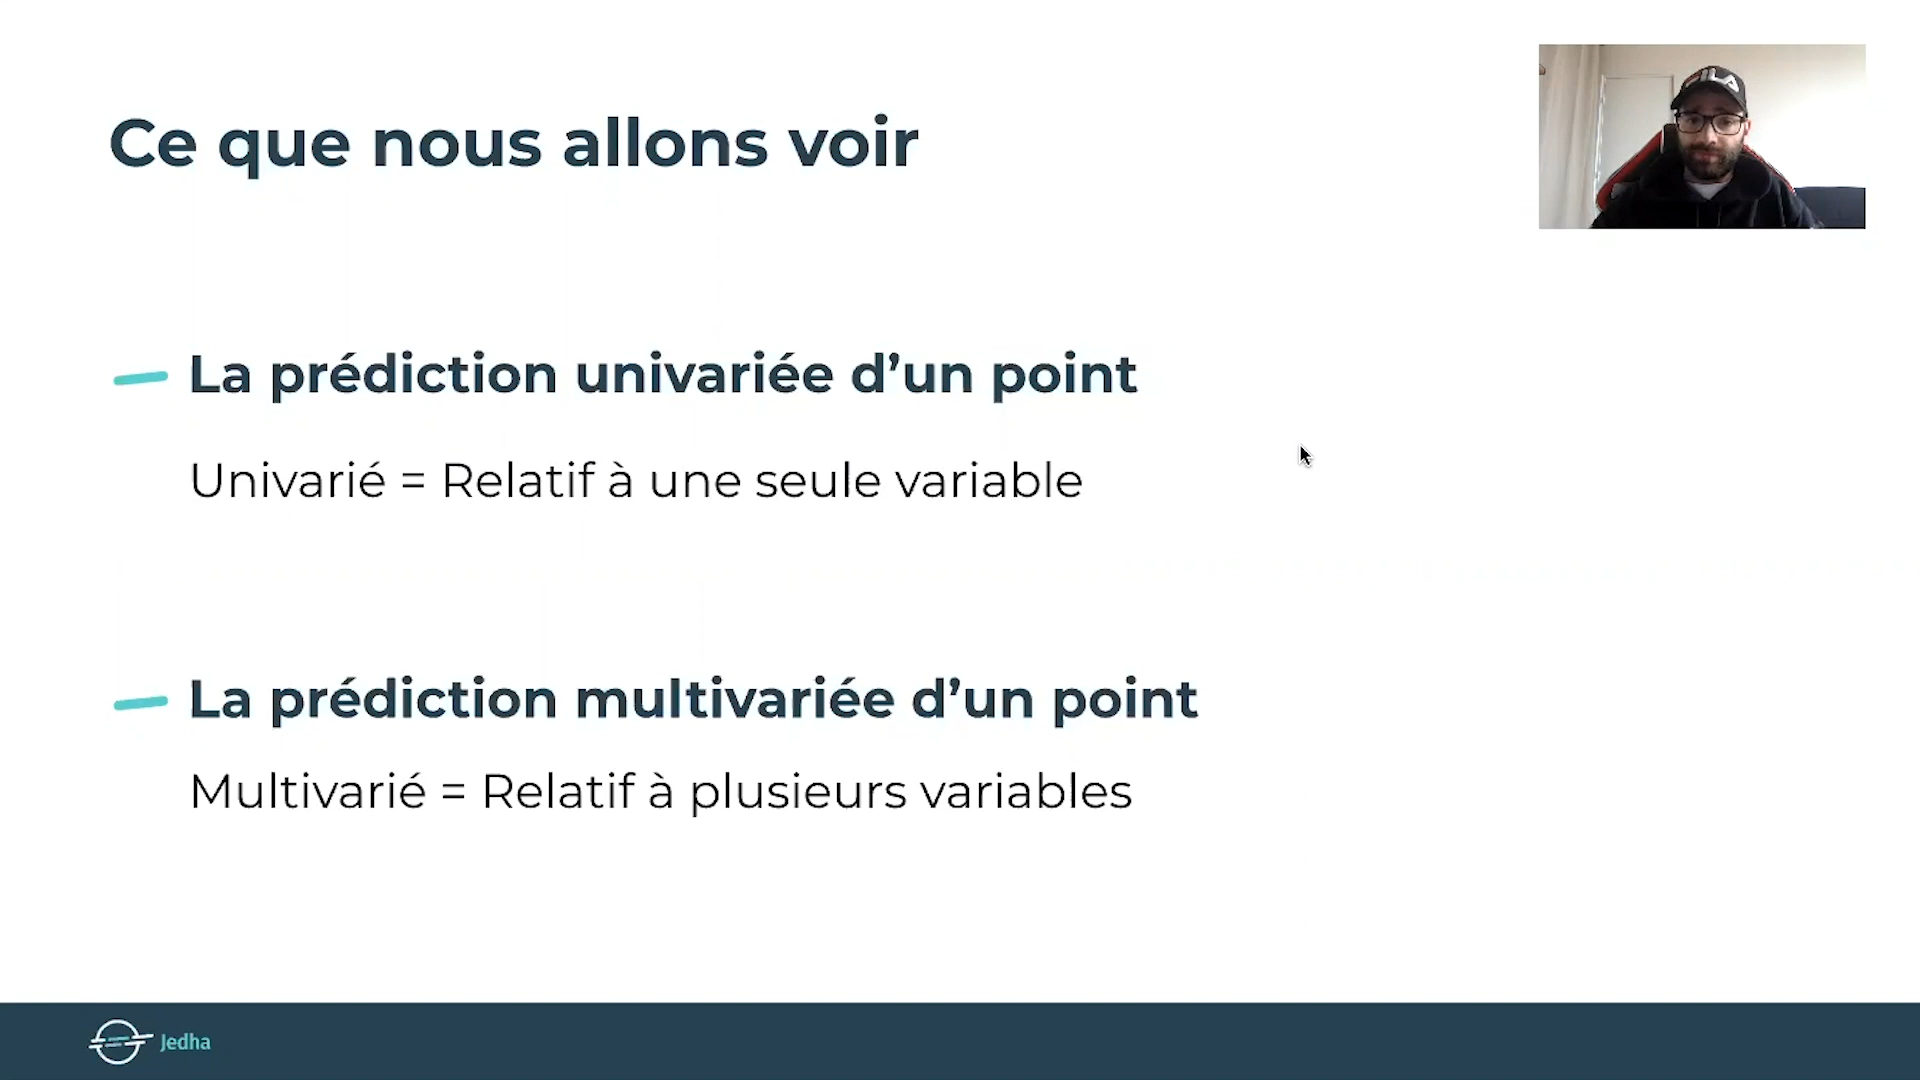 Ce que nous allons voir
La prédiction univariée d’un point
Univarié = Relatif à une seule variable
La prédiction multivariée d’un point
Multivarié = Relatif à plusieurs variables
Jedha